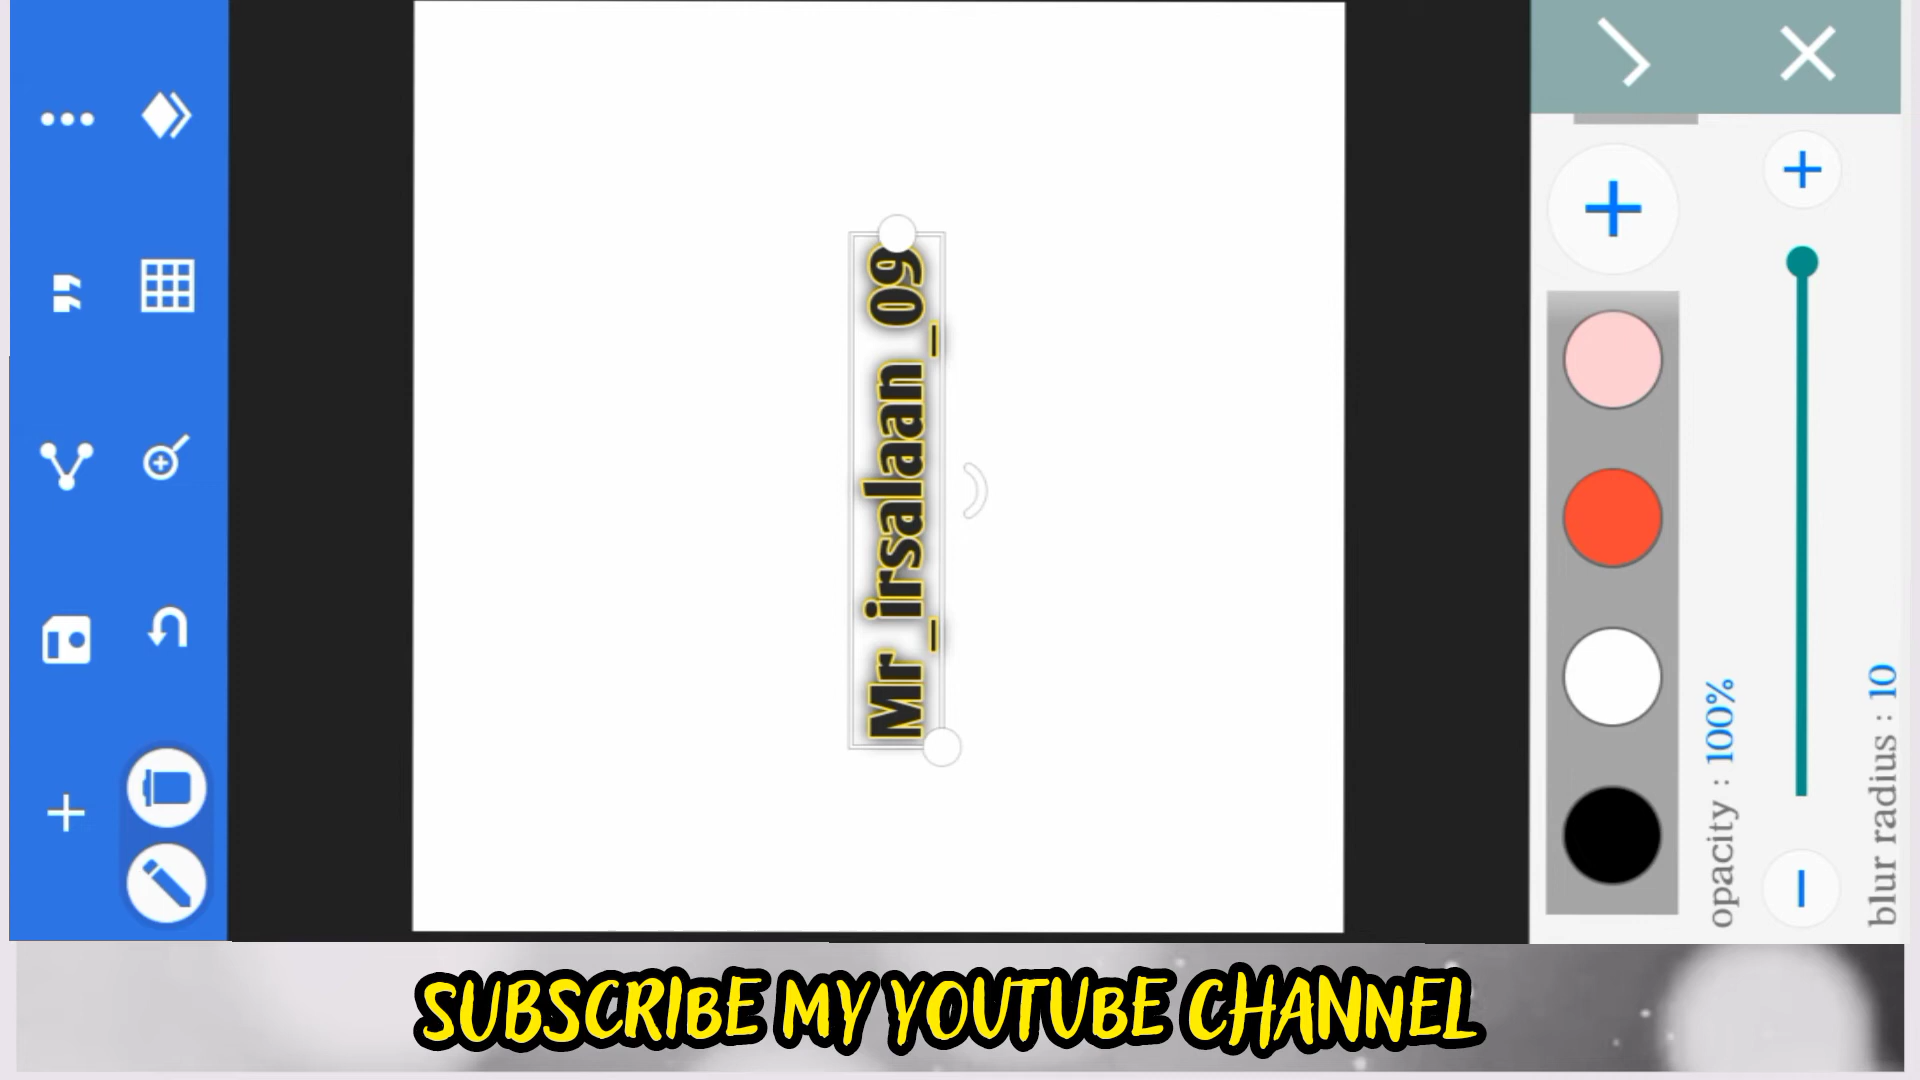 Mr_irsalaan_09
opacity : 100%
blur radius : 10
SUBSCRIBE MY YOUTUBE CHANNEL